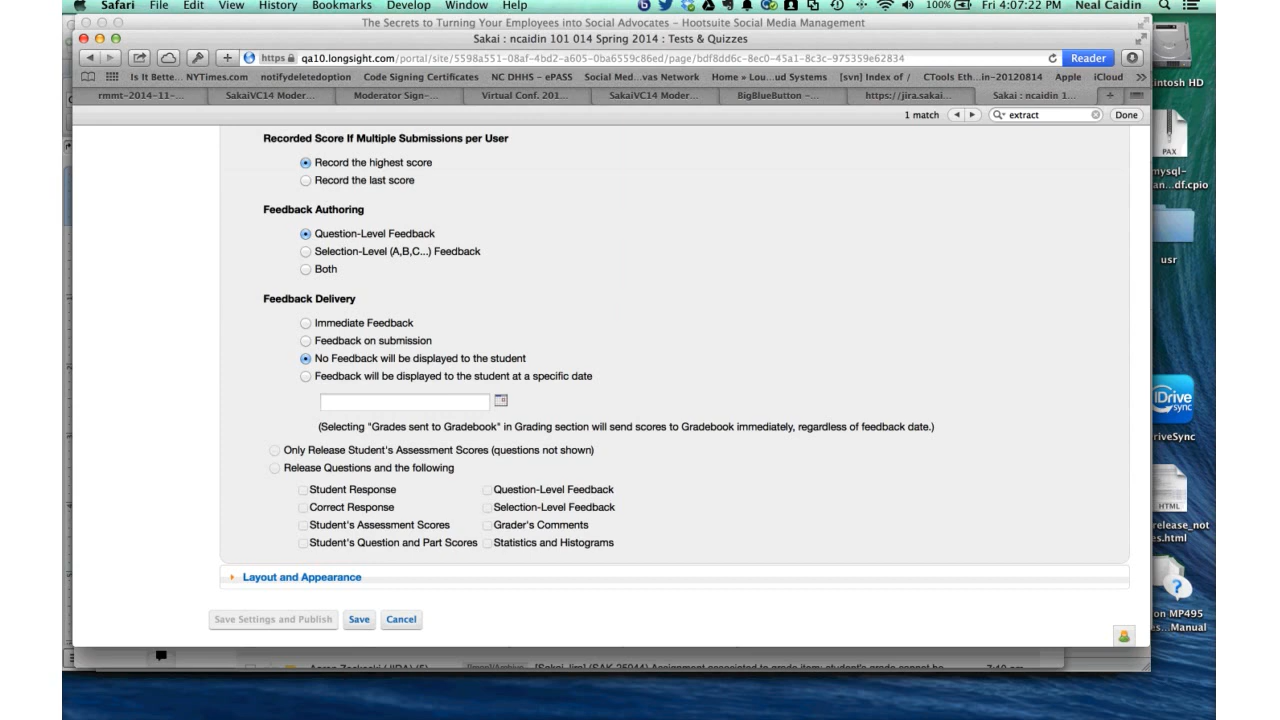 Safari File Edit View History Bookmarks Develop Window Help 100% Fri 4:07:22 PM Neal Caidin
The Secrets to Turning Your Employees into Social Advocates – Hootsuite Social Media Management
Sakai : ncaidin 101 014 Spring 2014 : Tests & Quizzes
https qa10.longsight.com/portal/site/5598a551-08af-4bd2-a605-0ba6559c86ed/page/bdf8dd6c-8ec0-45a1-8c3c-975359e62834 Reader
Is It Bette... NYTimes.com notifydeletedoption Code Signing Certificates NC DHHS – ePASS Social Med...vas Network Home » Lou...ud Systems [svn] Index of / CTools Eth...in-20120814 Apple iCloud
rmmt-2014-11-... SakaiVC14 Moder... Moderator Sign-... Virtual Conf. 201... SakaiVC14 Moder... BigBlueButton –... https://jira.sakai... Sakai : ncaidin 1...
1 match extract Done
Recorded Score If Multiple Submissions per User
Record the highest score
Record the last score
Feedback Authoring
Question-Level Feedback
Selection-Level (A,B,C...) Feedback
Both
Feedback Delivery
Immediate Feedback
Feedback on submission
No Feedback will be displayed to the student
Feedback will be displayed to the student at a specific date
(Selecting "Grades sent to Gradebook" in Grading section will send scores to Gradebook immediately, regardless of feedback date.)
Only Release Student's Assessment Scores (questions not shown)
Release Questions and the following
Student Response Question-Level Feedback
Correct Response Selection-Level Feedback
Student's Assessment Scores Grader's Comments
Student's Question and Part Scores Statistics and Histograms
Layout and Appearance
Save Settings and Publish Save Cancel
intosh HD
PAX
mysql-
an...df.cpio
usr
IDrive
sync
riveSync
HTML
release_not
es.html
on MP495
es...Manual